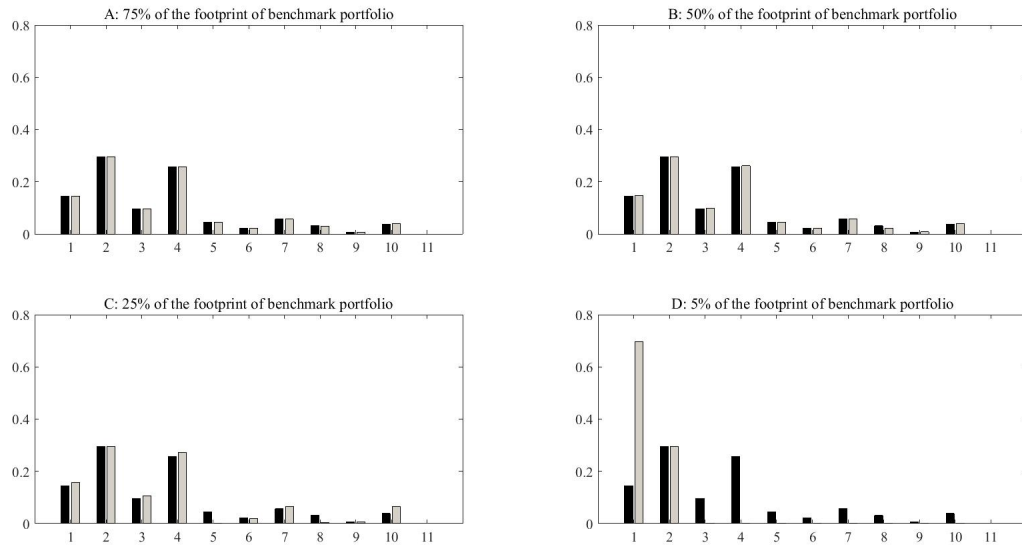 A: 75% of the footprint of benchmark portfolio
0.8
0.6
0.4
0.2
0
1 2 3 4 5 6 7 8 9 10 11
B: 50% of the footprint of benchmark portfolio
0.8
0.6
0.4
0.2
0
1 2 3 4 5 6 7 8 9 10 11
C: 25% of the footprint of benchmark portfolio
0.8
0.6
0.4
0.2
0
1 2 3 4 5 6 7 8 9 10 11
D: 5% of the footprint of benchmark portfolio
0.8
0.6
0.4
0.2
0
1 2 3 4 5 6 7 8 9 10 11